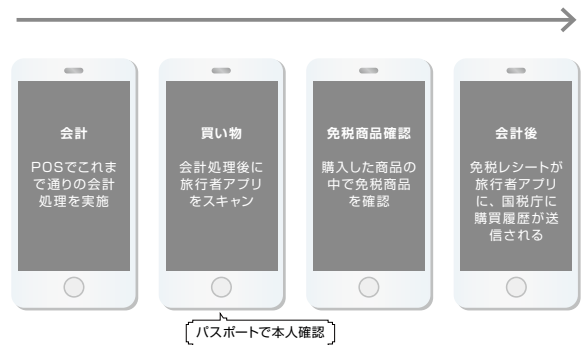 会計
POSでこれま
で通りの会計
処理を実施
買い物
会計処理後に
旅行者アプリ
をスキャン
免税商品確認
購入した商品の
中で免税商品
を確認
会計後
免税レシートが
旅行者アプリ
に、国税庁に
購買履歴が送
信される
パスポートで本人確認